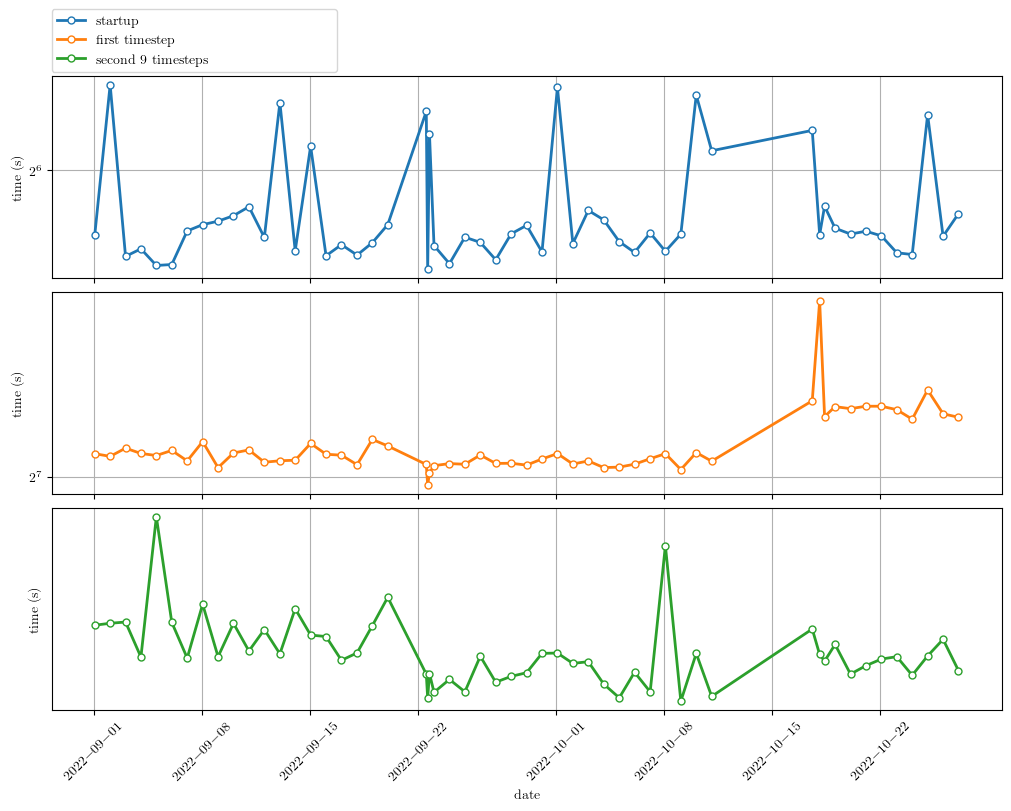 startup
first timestep
second 9 timesteps
time (s)
2^6
time (s)
2^7
time (s)
2022−09−01
2022−09−08
2022−09−15
2022−09−22
2022−10−01
2022−10−08
2022−10−15
2022−10−22
date